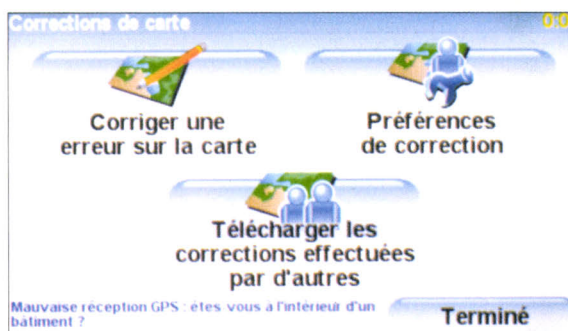 Corrections de carte
Corriger une
erreur sur la carte
Préférences
de correction
Télécharger les
corrections effectuées
par d'autres
Mauvaise réception GPS : êtes vous à l'intérieur d'un
bâtiment ?
Terminé